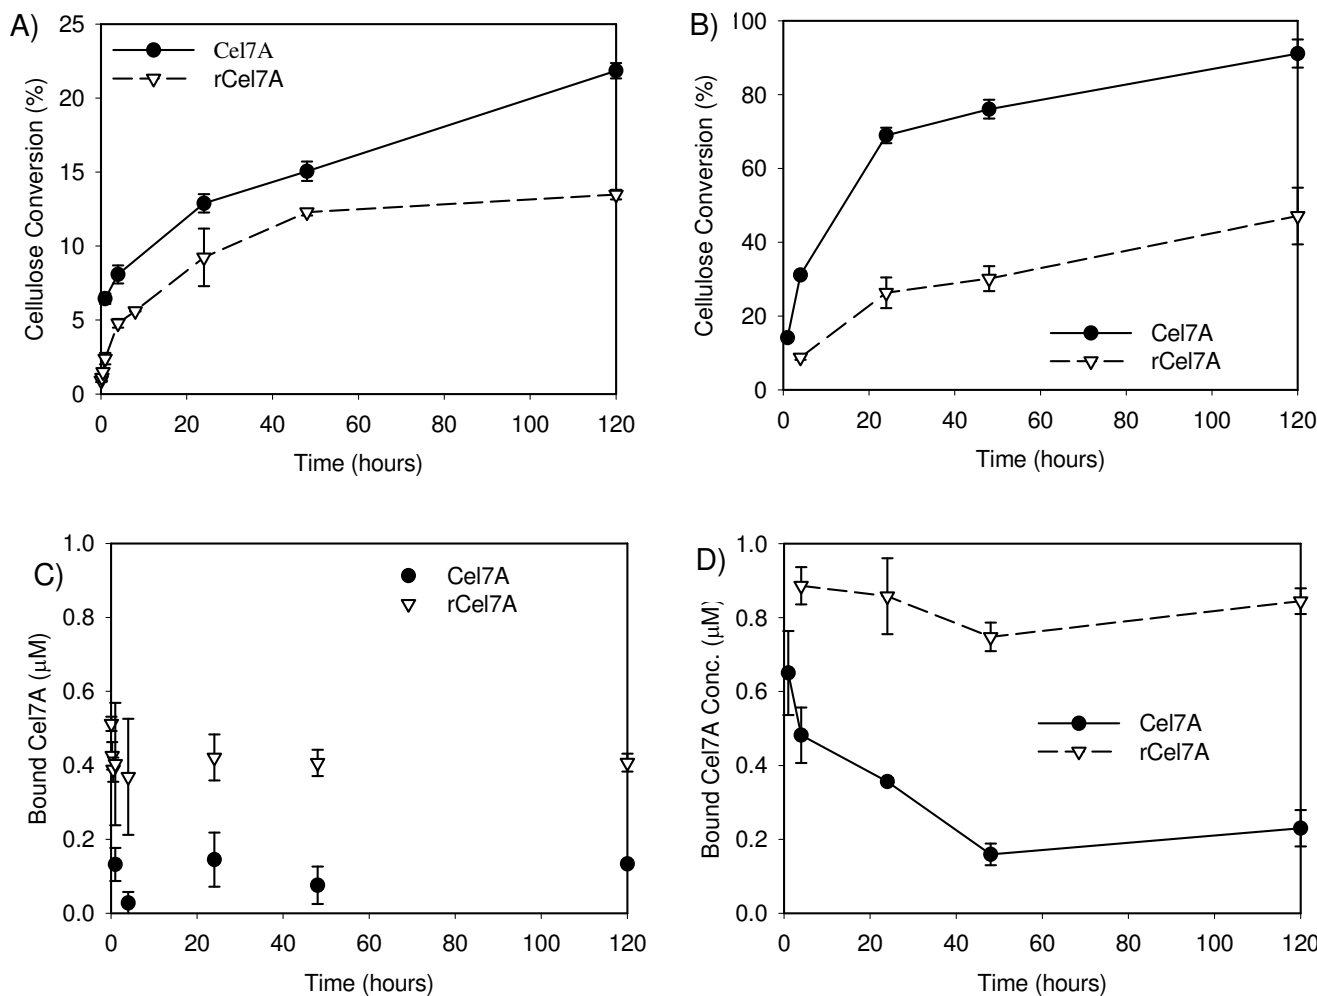 A)
Cellulose Conversion (%)
25
20
15
10
5
0
Cel7A
rCel7A
0 20 40 60 80 100 120
Time (hours)
B)
Cellulose Conversion (%)
100
80
60
40
20
0
Cel7A
rCel7A
0 20 40 60 80 100 120
Time (hours)
C)
Bound Cel7A (μM)
1.0
0.8
0.6
0.4
0.2
0.0
Cel7A
rCel7A
0 20 40 60 80 100 120
Time (hours)
D)
Bound Cel7A Conc. (μM)
1.0
0.8
0.6
0.4
0.2
0.0
Cel7A
rCel7A
0 20 40 60 80 100 120
Time (hours)